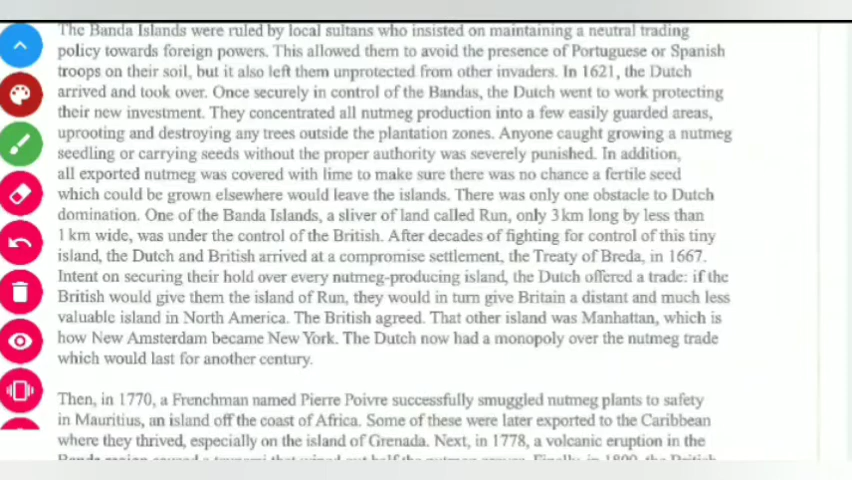 The Banda Islands were ruled by local sultans who insisted on maintaining a neutral trading
policy towards foreign powers. This allowed them to avoid the presence of Portuguese or Spanish
troops on their soil, but it also left them unprotected from other invaders. In 1621, the Dutch
arrived and took over. Once securely in control of the Bandas, the Dutch went to work protecting
their new investment. They concentrated all nutmeg production into a few easily guarded areas,
uprooting and destroying any trees outside the plantation zones. Anyone caught growing a nutmeg
seedling or carrying seeds without the proper authority was severely punished. In addition,
all exported nutmeg was covered with lime to make sure there was no chance a fertile seed
which could be grown elsewhere would leave the islands. There was only one obstacle to Dutch
domination. One of the Banda Islands, a sliver of land called Run, only 3 km long by less than
1 km wide, was under the control of the British. After decades of fighting for control of this tiny
island, the Dutch and British arrived at a compromise settlement, the Treaty of Breda, in 1667.
Intent on securing their hold over every nutmeg-producing island, the Dutch offered a trade: if the
British would give them the island of Run, they would in turn give Britain a distant and much less
valuable island in North America. The British agreed. That other island was Manhattan, which is
how New Amsterdam became New York. The Dutch now had a monopoly over the nutmeg trade
which would last for another century.
Then, in 1770, a Frenchman named Pierre Poivre successfully smuggled nutmeg plants to safety
in Mauritius, an island off the coast of Africa. Some of these were later exported to the Caribbean
where they thrived, especially on the island of Grenada. Next, in 1778, a volcanic eruption in the